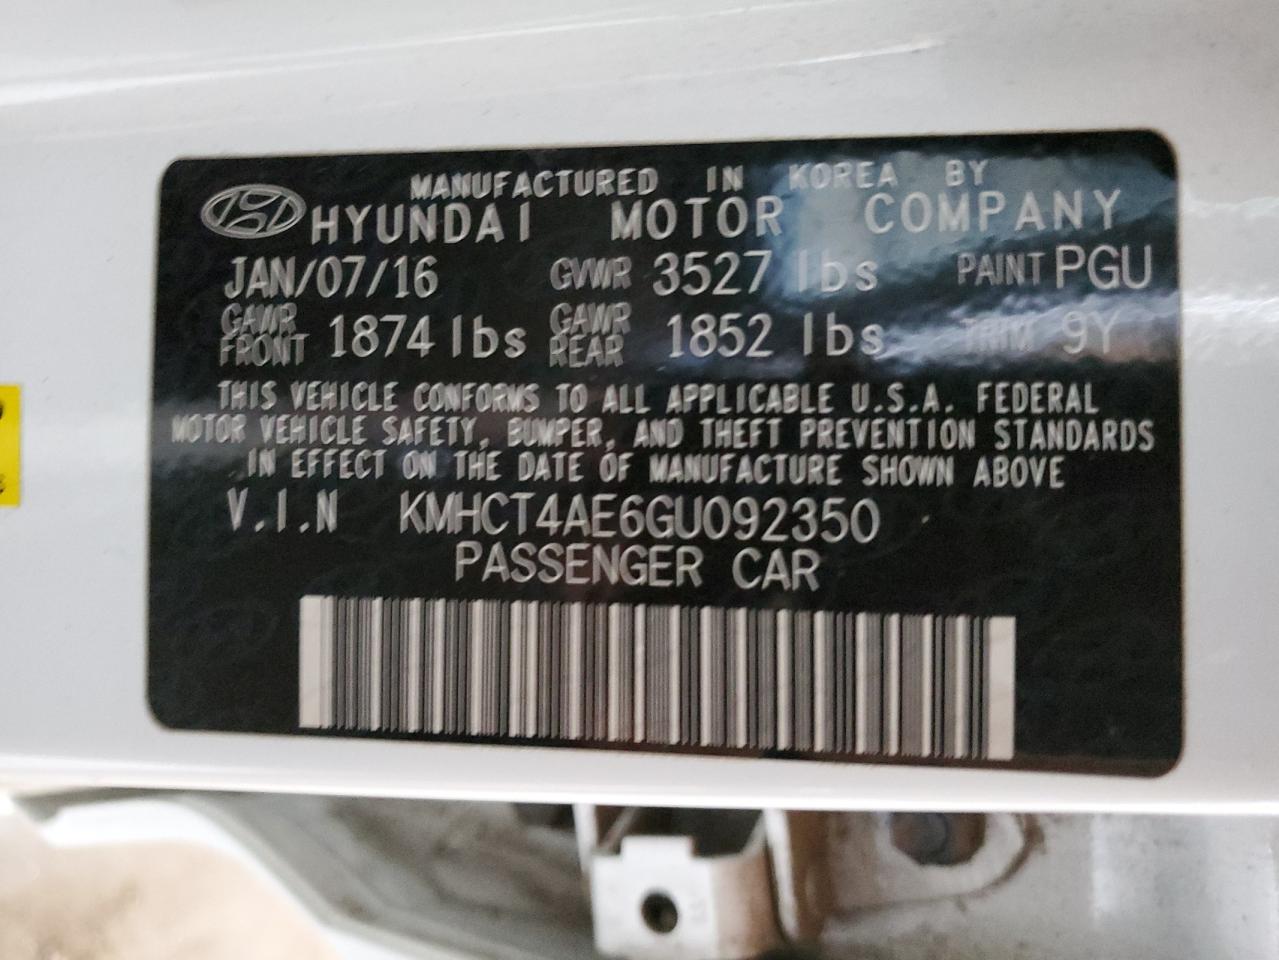 MANUFACTURED IN KOREA BY
HYUNDAI MOTOR COMPANY
JAN/07/16 GVWR 3527 lbs PAINT PGU
GAWR FRONT 1874 lbs GAWR REAR 1852 lbs TRIM 9Y
THIS VEHICLE CONFORMS TO ALL APPLICABLE U.S.A. FEDERAL
MOTOR VEHICLE SAFETY, BUMPER, AND THEFT PREVENTION STANDARDS
IN EFFECT ON THE DATE OF MANUFACTURE SHOWN ABOVE
V.I.N KMHCT4AE6GU092350
PASSENGER CAR